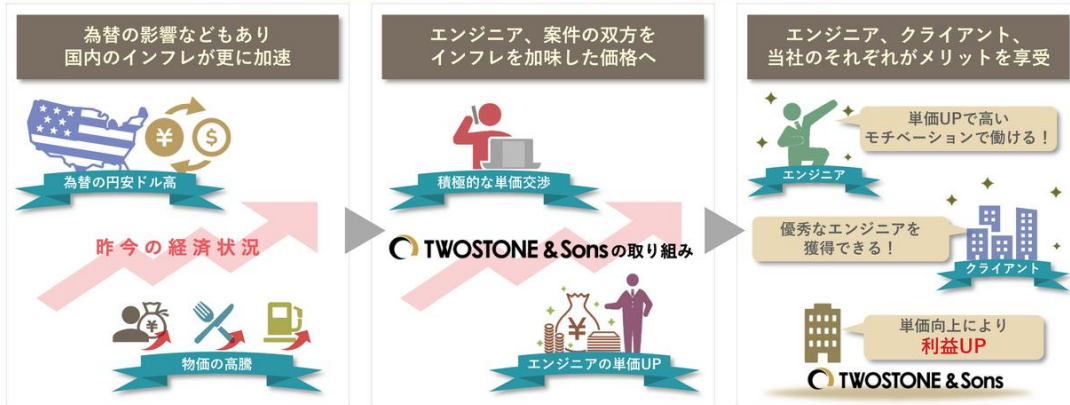 為替の影響などもあり
国内のインフレが更に加速
¥
$
為替の円安ドル高
昨今の経済状況
¥
物価の高騰
エンジニア、案件の双方を
インフレを加味した価格へ
積極的な単価交渉
TWOSTONE & Sonsの取り組み
¥
エンジニアの単価UP
エンジニア、クライアント、
当社のそれぞれがメリットを享受
単価UPで高い
モチベーションで働ける！
エンジニア
優秀なエンジニアを
獲得できる！
クライアント
単価向上により
利益UP
TWOSTONE & Sons